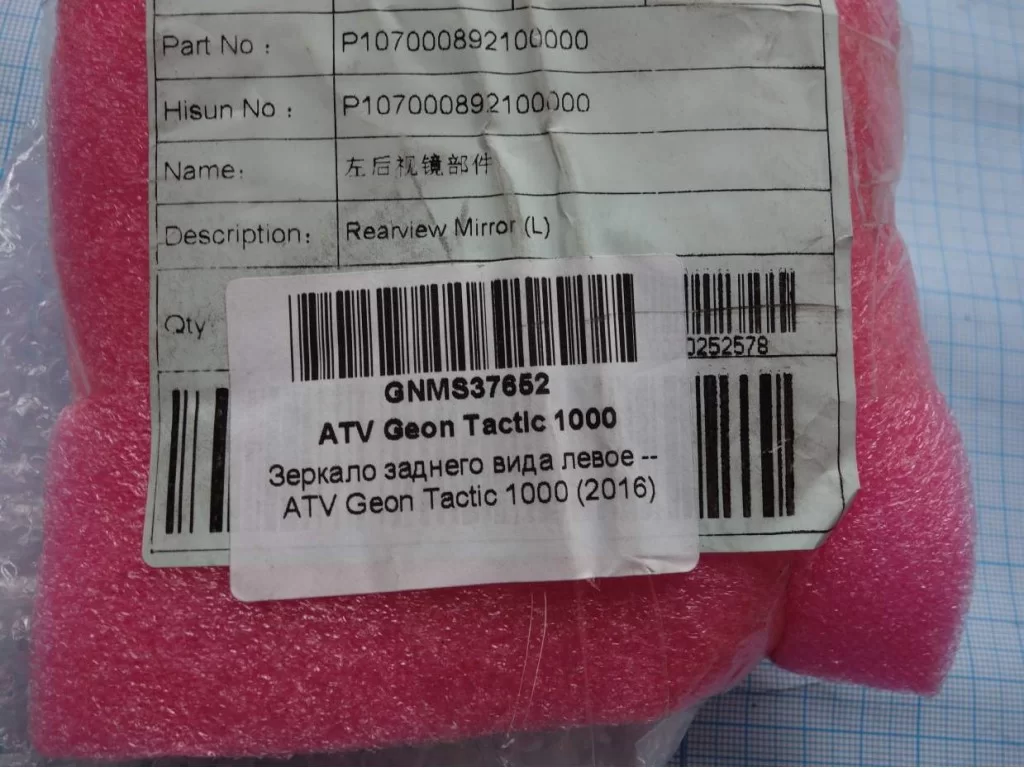 Part No : P107000892100000
Hisun No : P107000892100000
Name: 左后视镜部件
Description: Rearview Mirror (L)
Qty
0252578
GNMS37652
ATV Geon Tactic 1000
Зеркало заднего вида левое --
ATV Geon Tactic 1000 (2016)